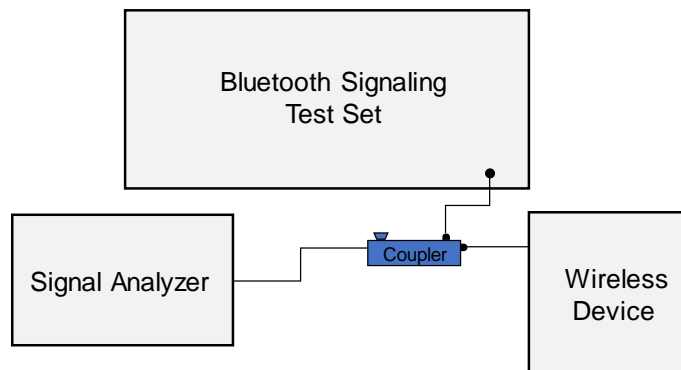 Bluetooth Signaling
Test Set
Signal Analyzer
Coupler
Wireless
Device